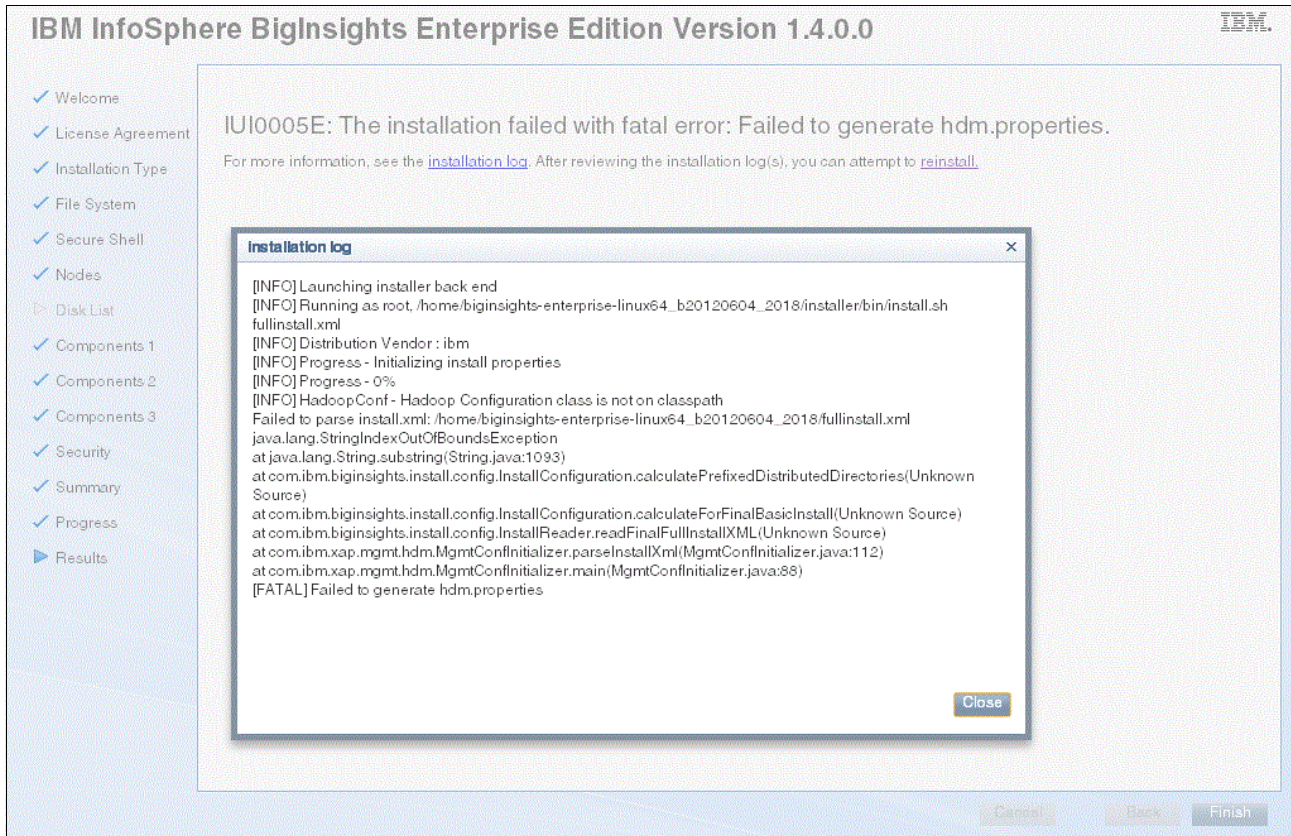 IBM InfoSphere BigInsights Enterprise Edition Version 1.4.0.0
IBM.
Welcome
License Agreement
Installation Type
File System
Secure Shell
Nodes
Disk List
Components 1
Components 2
Components 3
Security
Summary
Progress
Results
IUI0005E: The installation failed with fatal error: Failed to generate hdm.properties.
For more information, see the installation log. After reviewing the installation log(s), you can attempt to reinstall.
Installation log
[INFO] Launching installer back end
[INFO] Running as root, /home/biginsights-enterprise-linux64_b20120604_2018/installer/bin/install.sh
fullinstall.xml
[INFO] Distribution Vendor : ibm
[INFO] Progress - Initializing install properties
[INFO] Progress - 0%
[INFO] HadoopConf - Hadoop Configuration class is not on classpath
Failed to parse install.xml: /home/biginsights-enterprise-linux64_b20120604_2018/fullinstall.xml
java.lang.StringIndexOutOfBoundsException
at java.lang.String.substring(String.java:1093)
at com.ibm.biginsights.install.config.InstallConfiguration.calculatePrefixedDistributedDirectories(Unknown
Source)
at com.ibm.biginsights.install.config.InstallConfiguration.calculateForFinalBasicInstall(Unknown Source)
at com.ibm.biginsights.install.config.InstallReader.readFinalFullInstallXML(Unknown Source)
at com.ibm.xap.mgmt.hdm.MgmtConfInitializer.parseInstallXml(MgmtConfInitializer.java:112)
at com.ibm.xap.mgmt.hdm.MgmtConfInitializer.main(MgmtConfInitializer.java:88)
[FATAL] Failed to generate hdm.properties
Close
Cancel
Back
Finish